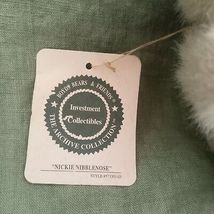 BOYDS BEARS & FRIENDS
Investment
Collectibles
THE ARCHIVE COLLECTION
"NICKIE NIBBLENOSE"